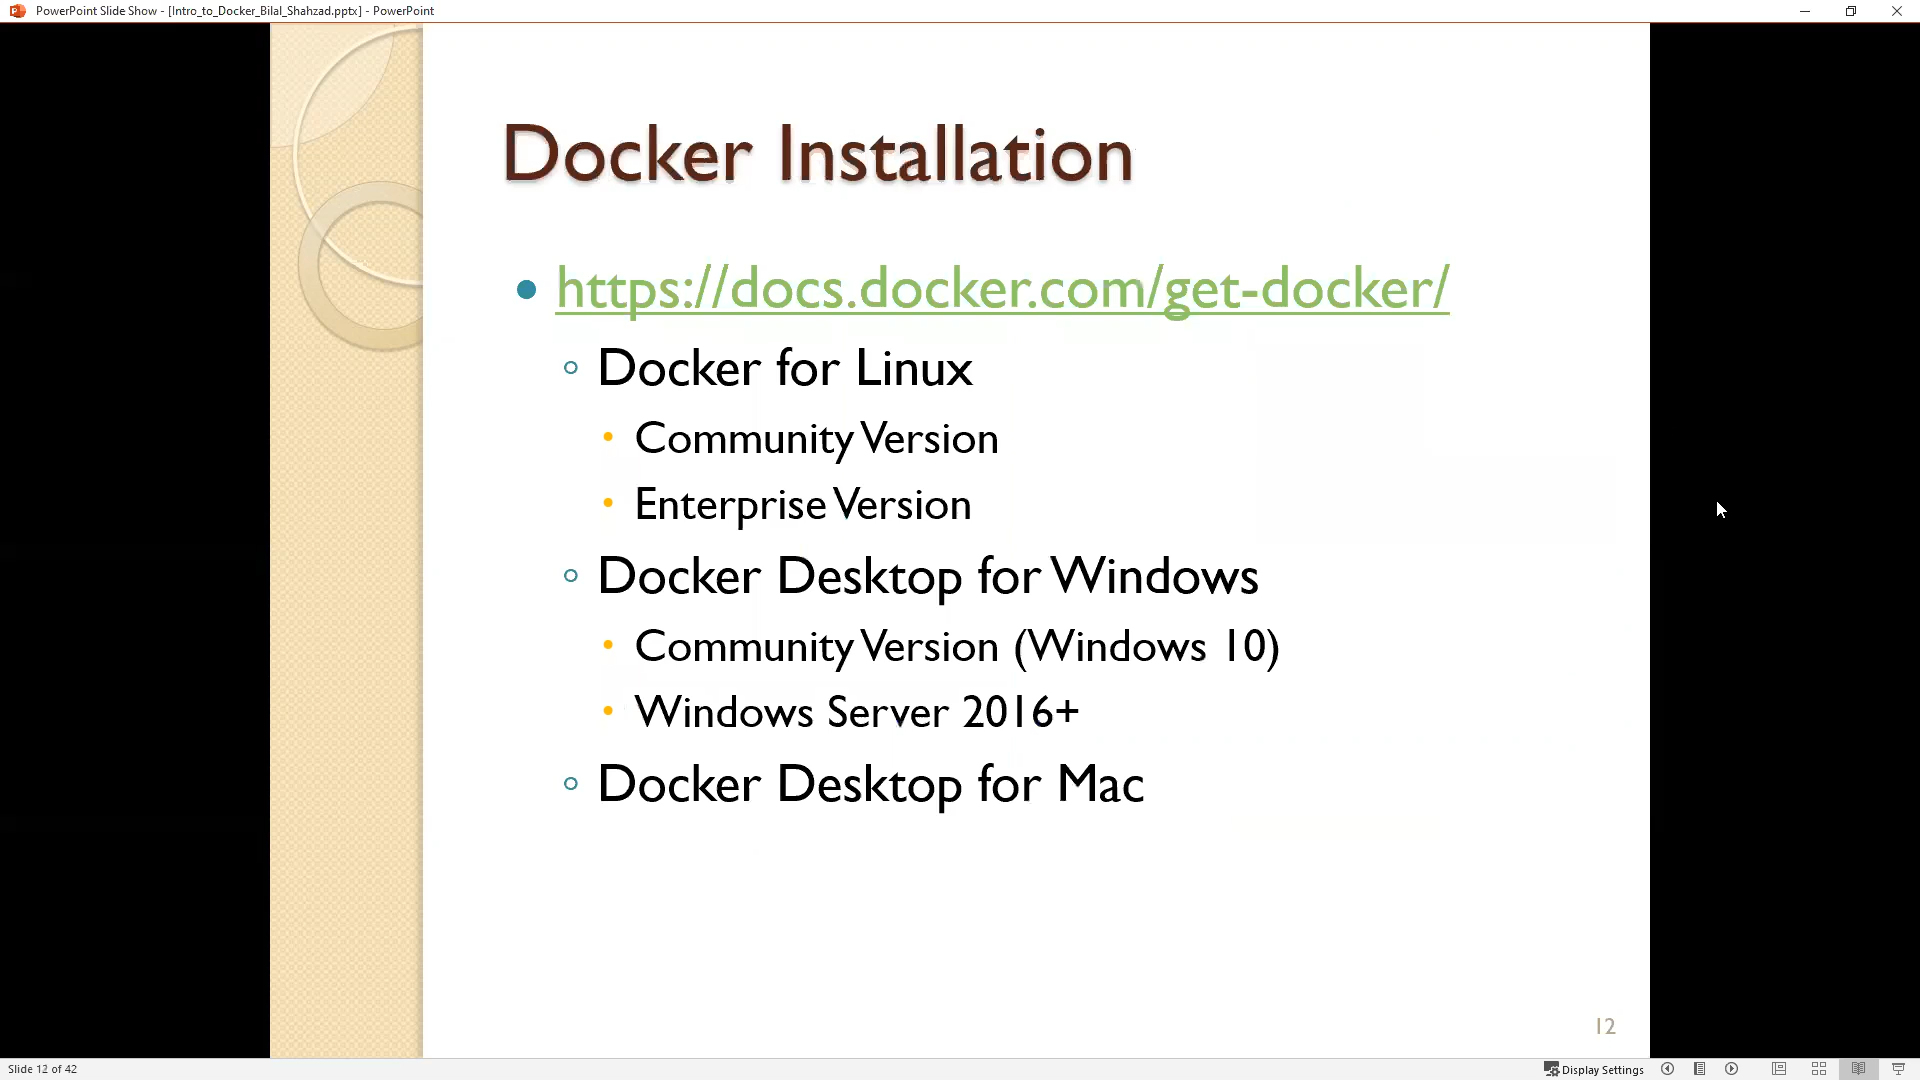 PowerPoint Slide Show - [Intro_to_Docker_Bilal_Shahzad.pptx] - PowerPoint
Docker Installation
https://docs.docker.com/get-docker/
Docker for Linux
Community Version
Enterprise Version
Docker Desktop for Windows
Community Version (Windows 10)
Windows Server 2016+
Docker Desktop for Mac
12
Slide 12 of 42
Display Settings